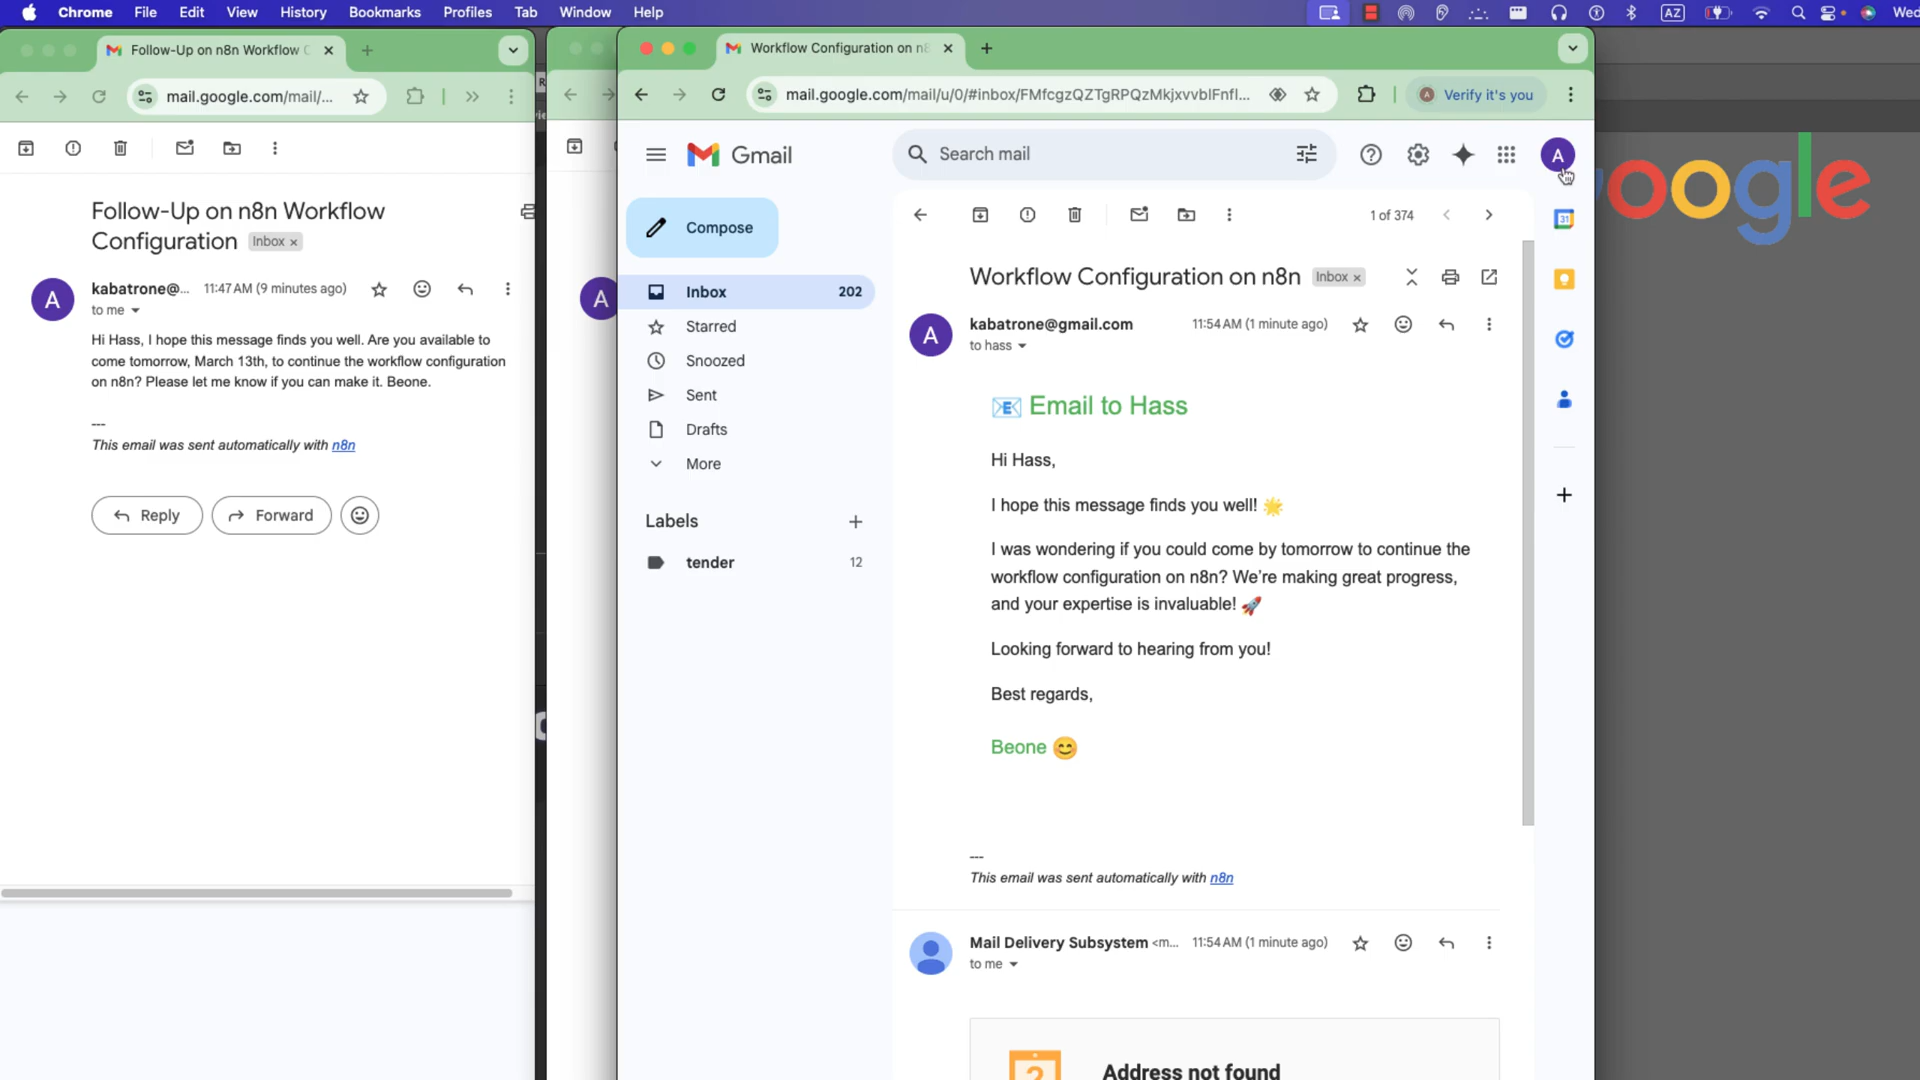 Chrome File Edit View History Bookmarks Profiles Tab Window Help
AZ
Wed
Follow-Up on n8n Workflow C
mail.google.com/mail/...
Follow-Up on n8n Workflow
Configuration Inbox ×
A
kabatrone@... 11:47 AM (9 minutes ago)
to me
Hi Hass, I hope this message finds you well. Are you available to
come tomorrow, March 13th, to continue the workflow configuration
on n8n? Please let me know if you can make it. Beone.
---
This email was sent automatically with n8n
Reply
Forward
A
Workflow Configuration on n8
mail.google.com/mail/u/0/#inbox/FMfcgzQZTgRPQzMkjxvvblFnfl...
A Verify it's you
Gmail
Search mail
A
Compose
Inbox 202
Starred
Snoozed
Sent
Drafts
More
Labels
tender 12
1 of 374
Workflow Configuration on n8n Inbox ×
A
kabatrone@gmail.com 11:54 AM (1 minute ago)
to hass
📧 Email to Hass
Hi Hass,
I hope this message finds you well! 🌟
I was wondering if you could come by tomorrow to continue the
workflow configuration on n8n? We're making great progress,
and your expertise is invaluable! 🚀
Looking forward to hearing from you!
Best regards,
Beone 😊
---
This email was sent automatically with n8n
Mail Delivery Subsystem <m... 11:54 AM (1 minute ago)
to me
Address not found
31
oogle